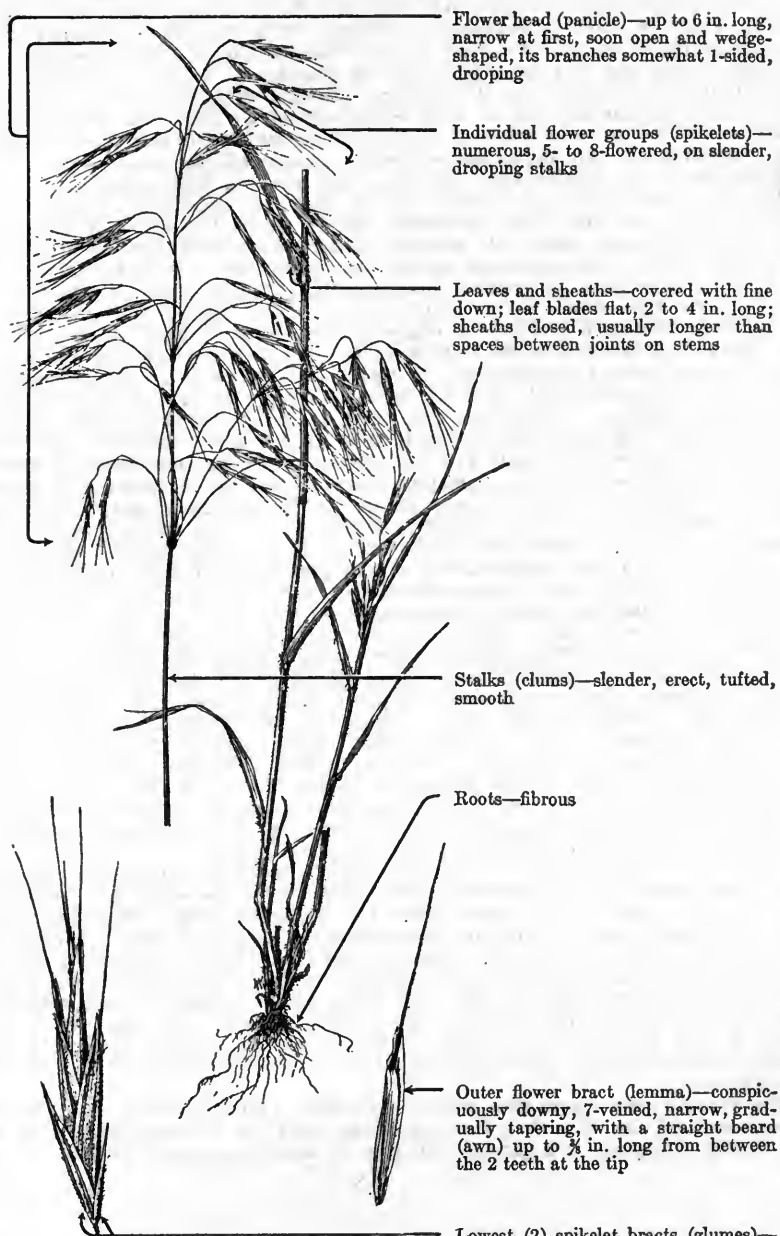 Flower head (panicle)—up to 6 in. long,
narrow at first, soon open and wedge-
shaped, its branches somewhat 1-sided,
drooping
Individual flower groups (spikelets)—
numerous, 5- to 8-flowered, on slender,
drooping stalks
Leaves and sheaths—covered with fine
down; leaf blades flat, 2 to 4 in. long;
sheaths closed, usually longer than
spaces between joints on stems
Stalks (clums)—slender, erect, tufted,
smooth
Roots—fibrous
Outer flower bract (lemma)—conspic-
uously downy, 7-veined, narrow, grad-
ually tapering, with a straight beard
(awn) up to in. long from between
the 2 teeth at the tip
Lowest (2) spikelet bracts (glumes)—